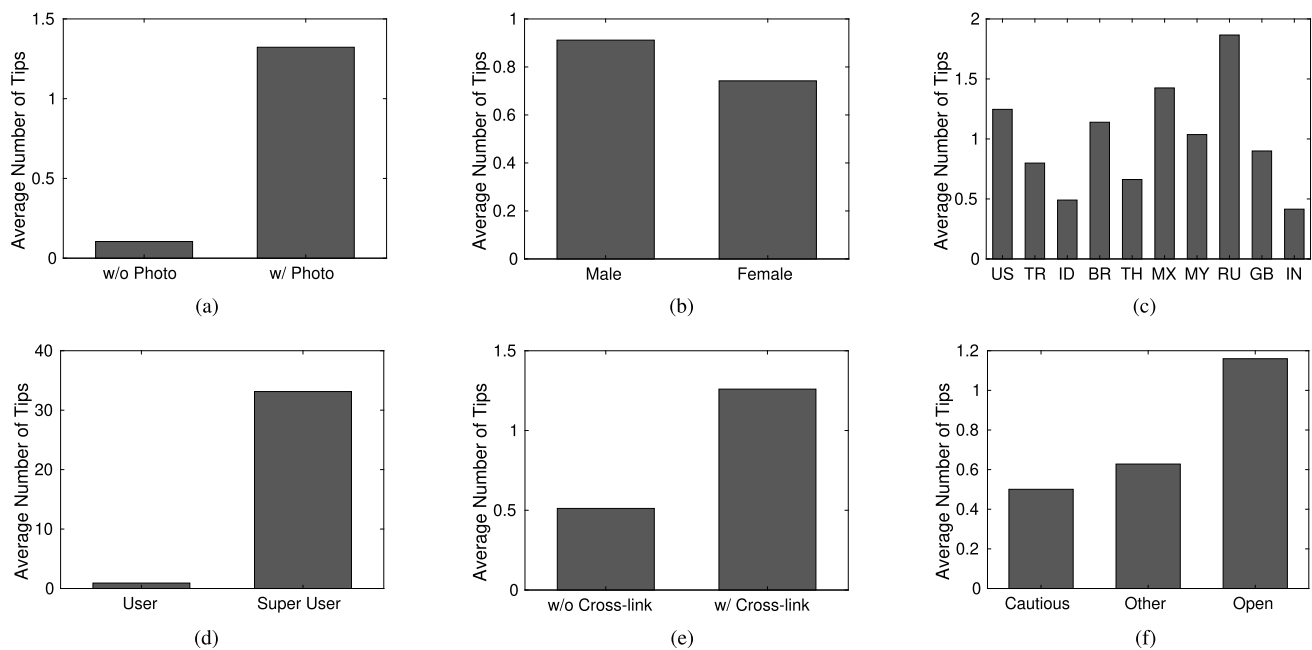 Average Number of Tips
1.5
1
0.5
0
w/o Photo w/ Photo
(a)
Average Number of Tips
1
0.8
0.6
0.4
0.2
0
Male Female
(b)
Average Number of Tips
2
1.5
1
0.5
0
US TR ID BR TH MX MY RU GB IN
(c)
Average Number of Tips
40
30
20
10
0
User Super User
(d)
Average Number of Tips
1.5
1
0.5
0
w/o Cross-link w/ Cross-link
(e)
Average Number of Tips
1.2
1
0.8
0.6
0.4
0.2
0
Cautious Other Open
(f)